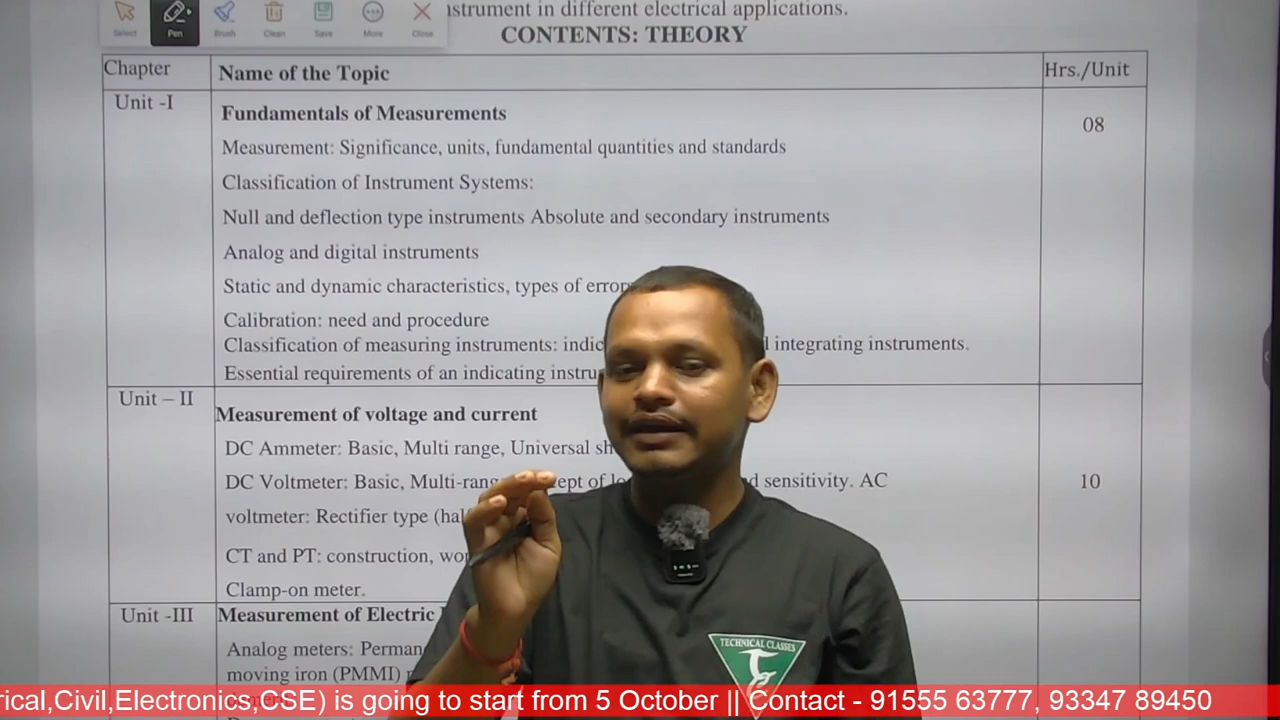 Select Pen Brush Clean Save More Close
strument in different electrical applications.
CONTENTS: THEORY
Chapter Name of the Topic Hrs./Unit
Unit -I Fundamentals of Measurements 08
Measurement: Significance, units, fundamental quantities and standards
Classification of Instrument Systems:
Null and deflection type instruments Absolute and secondary instruments
Analog and digital instruments
Static and dynamic characteristics, types of error
Calibration: need and procedure
Classification of measuring instruments: indic integrating instruments.
Essential requirements of an indicating instru
Unit – II Measurement of voltage and current
DC Ammeter: Basic, Multi range, Universal sh
DC Voltmeter: Basic, Multi-rang ept of lo d sensitivity. AC 10
voltmeter: Rectifier type (hal
CT and PT: construction, wo
Clamp-on meter.
Unit -III Measurement of Electric
Analog meters: Perman
moving iron (PMMI)
TECHNICAL CLASSES
rical,Civil,Electronics,CSE) is going to start from 5 October || Contact - 91555 63777, 93347 89450